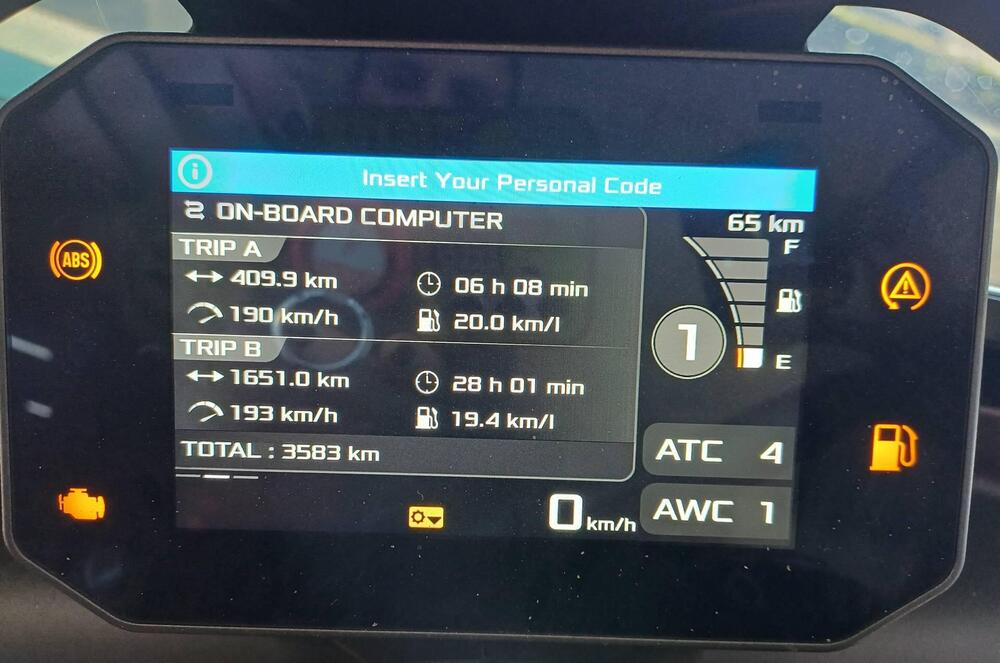 Insert Your Personal Code
ON-BOARD COMPUTER
65 km
TRIP A
F
409.9 km
06 h 08 min
190 km/h
20.0 km/l
TRIP B
1
E
1651.0 km
28 h 01 min
193 km/h
19.4 km/l
TOTAL : 3583 km
ATC 4
0 km/h
AWC 1
ABS